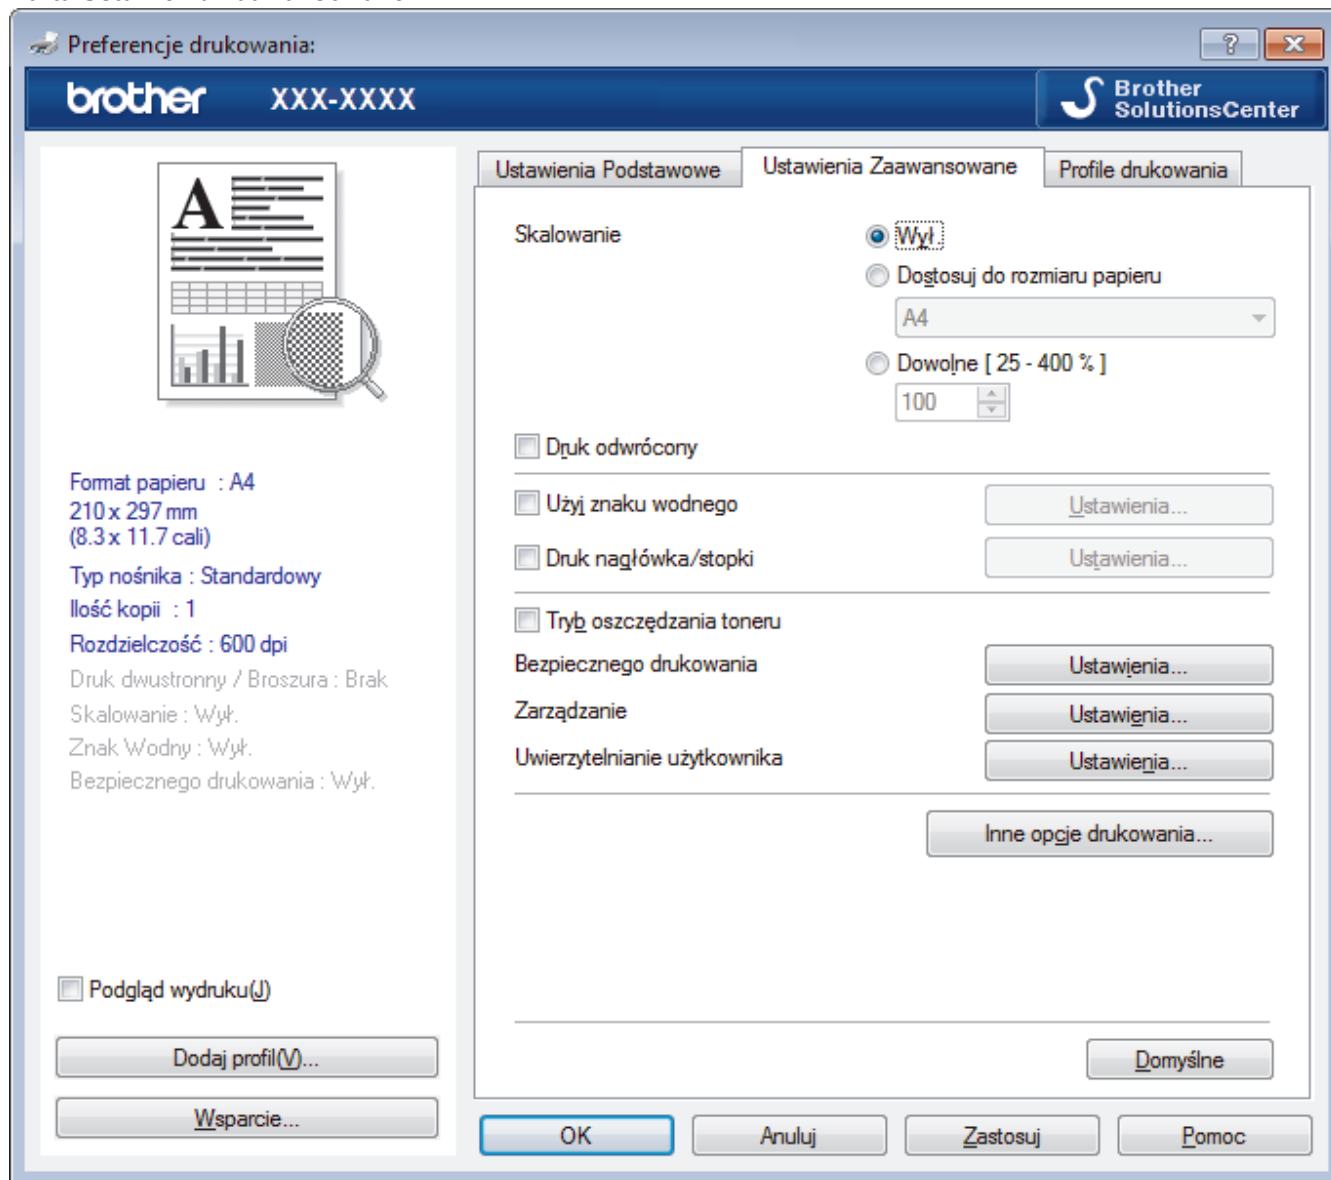 Preferencje drukowania:
brother XXX-XXXX
Brother
SolutionsCenter
A
Format papieru : A4
210 x 297 mm
(8.3 x 11.7 cali)
Typ nośnika : Standardowy
Ilość kopii : 1
Rozdzielczość : 600 dpi
Druk dwustronny / Broszura : Brak
Skalowanie : Wył.
Znak Wodny : Wył.
Bezpiecznego drukowania : Wył.
Podgląd wydruku(J)
Dodaj profil(V)...
Wsparcie...
Ustawienia Podstawowe
Ustawienia Zaawansowane
Profile drukowania
Skalowanie
Wył.
Dostosuj do rozmiaru papieru
A4
Dowolne [ 25 - 400 % ]
100
Druk odwrócony
Użyj znaku wodnego
Ustawienia...
Druk nagłówka/stopki
Ustawienia...
Tryb oszczędzania toneru
Bezpiecznego drukowania
Ustawienia...
Zarządzanie
Ustawienia...
Uwierzytelnianie użytkownika
Ustawienia...
Inne opcje drukowania...
Domyślne
OK
Anuluj
Zastosuj
Pomoc